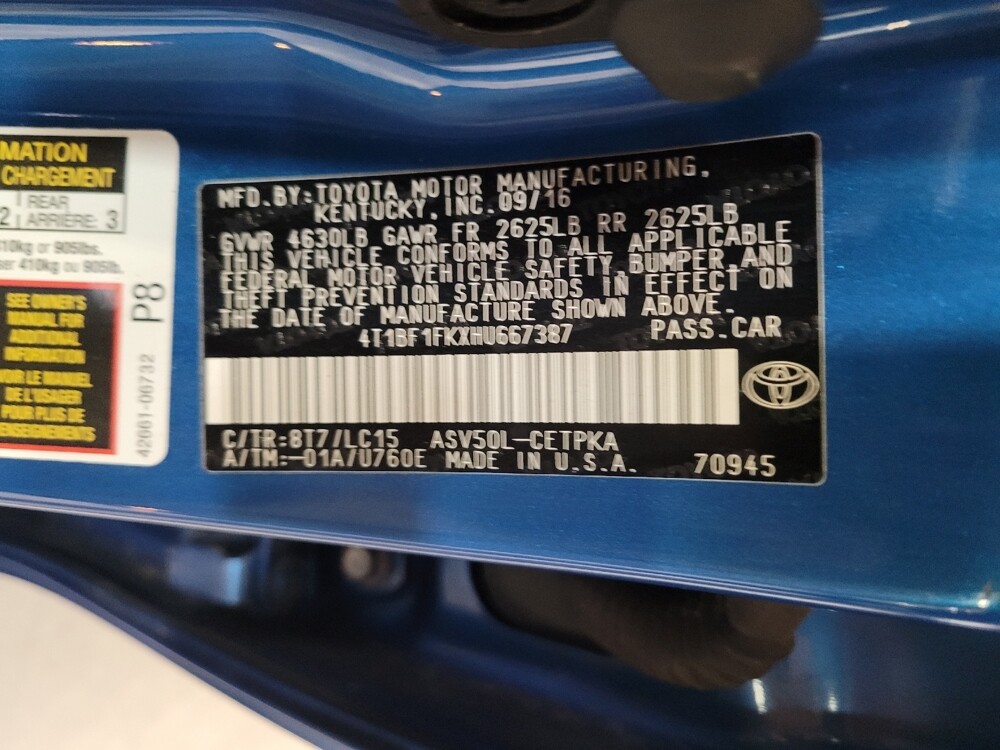 MATION
CHARGEMENT
2 REAR
ARRIÈRE: 3
10kg or 905lbs.
ser 410kg ou 905lb.
SEE OWNER'S
MANUAL FOR
ADDITIONAL
INFORMATION
VOIR LE MANUEL
DE L'USAGER
POUR PLUS DE
ENSEIGNEMENTS
P8
42661-06732
MFD. BY: TOYOTA MOTOR MANUFACTURING,
KENTUCKY, INC. 09/16
GVWR 4630LB GAWR FR 2625LB RR 2625LB
THIS VEHICLE CONFORMS TO ALL APPLICABLE
FEDERAL MOTOR VEHICLE SAFETY, BUMPER AND
THEFT PREVENTION STANDARDS IN EFFECT ON
THE DATE OF MANUFACTURE SHOWN ABOVE.
4T1BF1FKXHU667387 PASS. CAR
C/TR: 8T7/LC15 ASV50L-CETPKA
A/TM: -01A/U760E MADE IN U.S.A. 70945